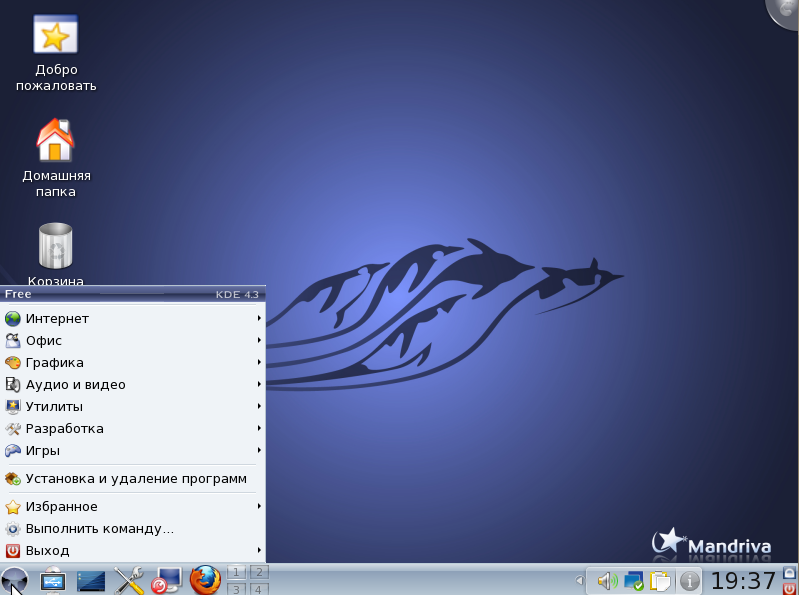 Добро
пожаловать
Домашняя
папка
Корзина
Free KDE 4.3
Интернет
Офис
Графика
Аудио и видео
Утилиты
Разработка
Игры
Установка и удаление программ
Избранное
Выполнить команду...
Выход
Mandriva
1 2
3 4
19:37